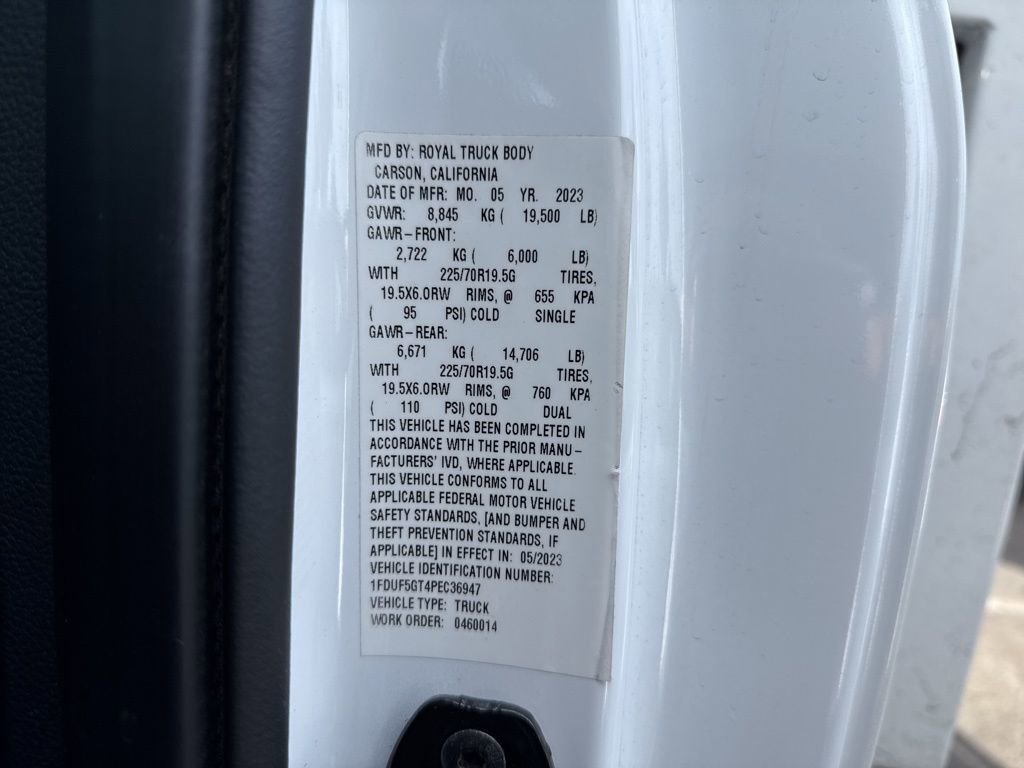 MFD BY: ROYAL TRUCK BODY
CARSON, CALIFORNIA
DATE OF MFR: MO. 05 YR. 2023
GVWR: 8,845 KG ( 19,500 LB)
GAWR-FRONT:
2,722 KG ( 6,000 LB)
WITH 225/70R19.5G TIRES,
19.5X6.0RW RIMS, @ 655 KPA
( 95 PSI) COLD SINGLE
GAWR-REAR:
6,671 KG ( 14,706 LB)
WITH 225/70R19.5G TIRES,
19.5X6.0RW RIMS, @ 760 KPA
( 110 PSI) COLD DUAL
THIS VEHICLE HAS BEEN COMPLETED IN
ACCORDANCE WITH THE PRIOR MANU-
FACTURERS' IVD, WHERE APPLICABLE.
THIS VEHICLE CONFORMS TO ALL
APPLICABLE FEDERAL MOTOR VEHICLE
SAFETY STANDARDS, [AND BUMPER AND
THEFT PREVENTION STANDARDS, IF
APPLICABLE] IN EFFECT IN: 05/2023
VEHICLE IDENTIFICATION NUMBER:
1FDUF5GT4PEC36947
VEHICLE TYPE: TRUCK
WORK ORDER: 0460014